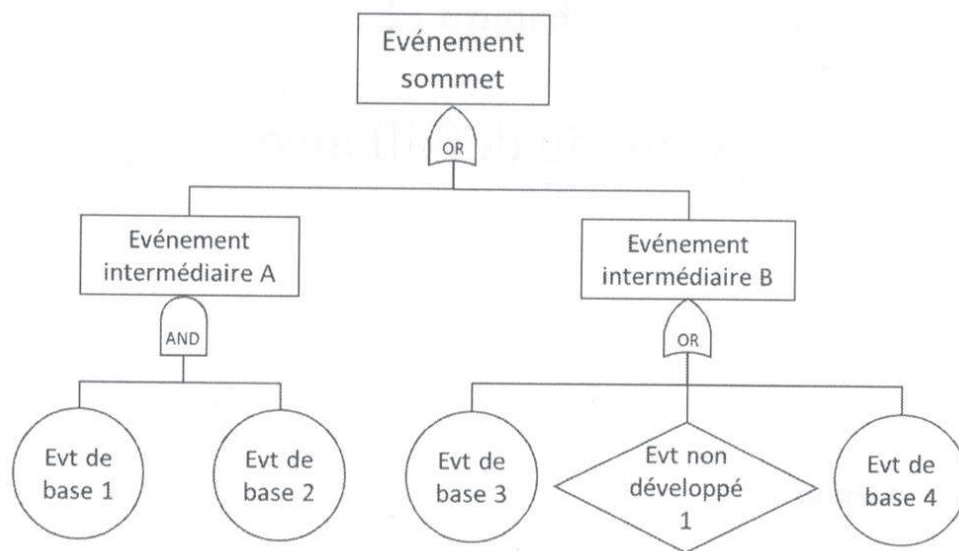 Evénement
sommet
OR
Evénement
intermédiaire A
Evénement
intermédiaire B
AND
OR
Evt de
base 1
Evt de
base 2
Evt de
base 3
Evt non
développé
1
Evt de
base 4